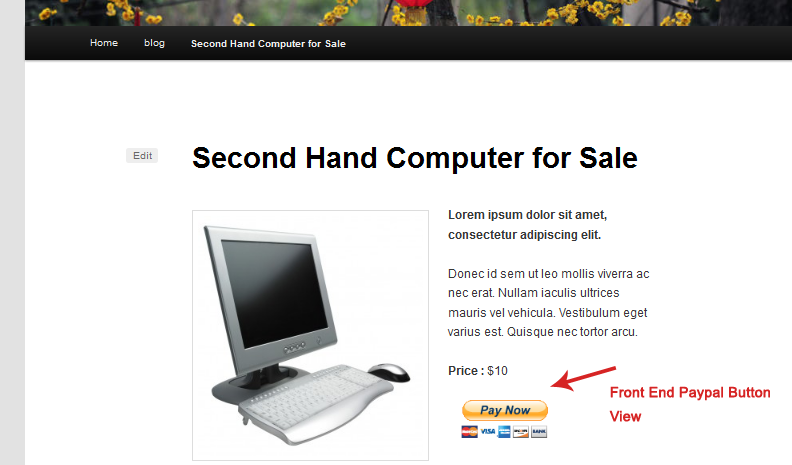 Home blog Second Hand Computer for Sale
Edit
Second Hand Computer for Sale
Lorem ipsum dolor sit amet,
consectetur adipiscing elit.
Donec id sem ut leo mollis viverra ac
nec erat. Nullam iaculis ultrices
mauris vel vehicula. Vestibulum eget
varius est. Quisque nec tortor arcu.
Price : $10
Front End Paypal Button
View
Pay Now
VISA
BANK